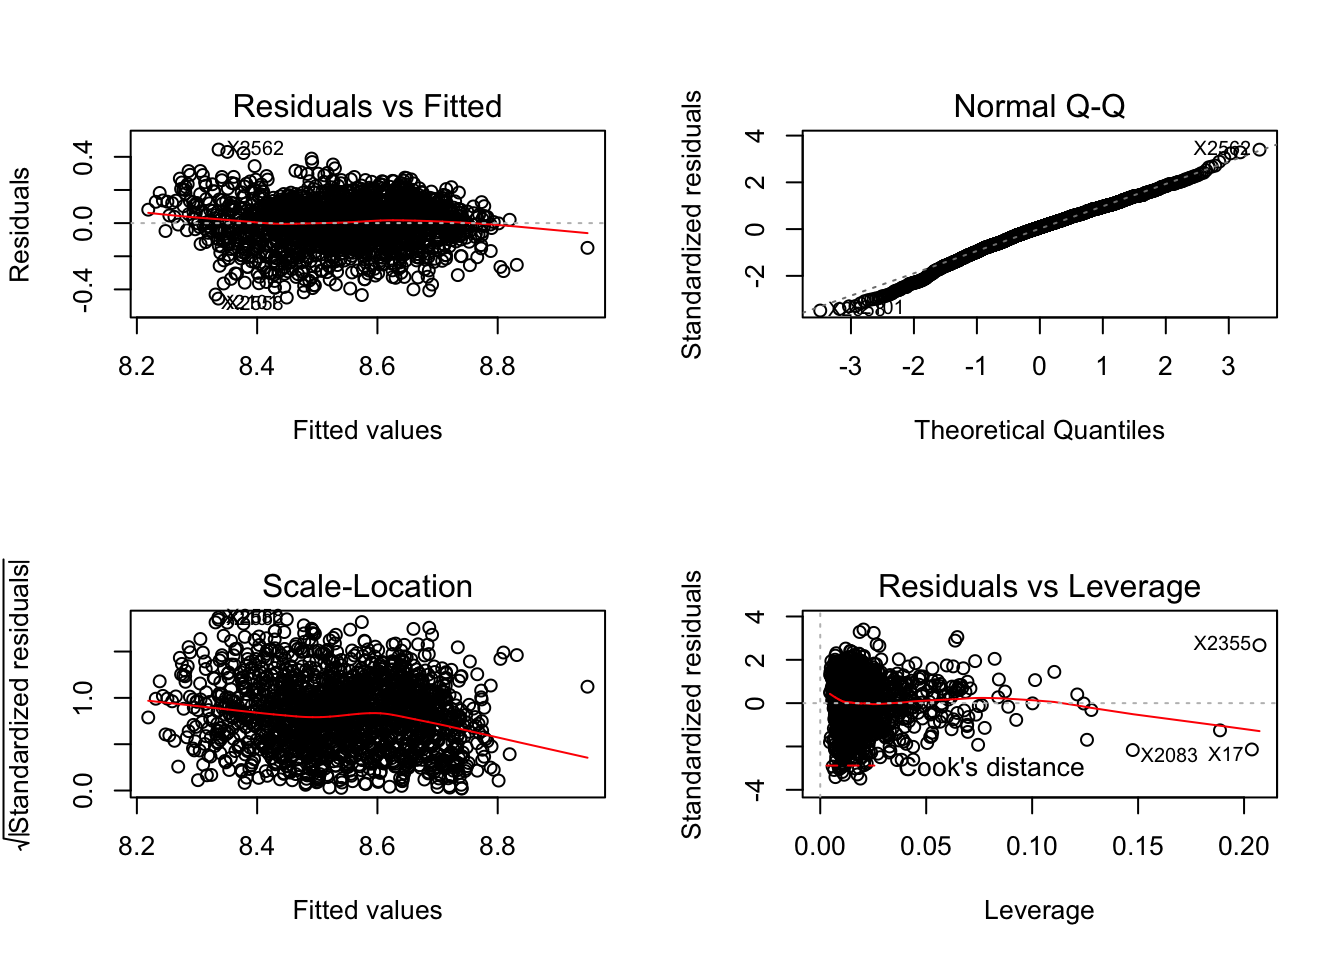 Residuals vs Fitted
Residuals
0.4
0.0
-0.4
X2562
8.2 8.4 8.6 8.8
Fitted values
Normal Q-Q
Standardized residuals
4
2
0
-2
X2562
-3 -2 -1 0 1 2 3
Theoretical Quantiles
Scale-Location
√|Standardized residuals|
1.0
0.0
8.2 8.4 8.6 8.8
Fitted values
Residuals vs Leverage
Standardized residuals
4
2
0
-4
X2355
X2083
X17
Cook's distance
0.00 0.05 0.10 0.15 0.20
Leverage